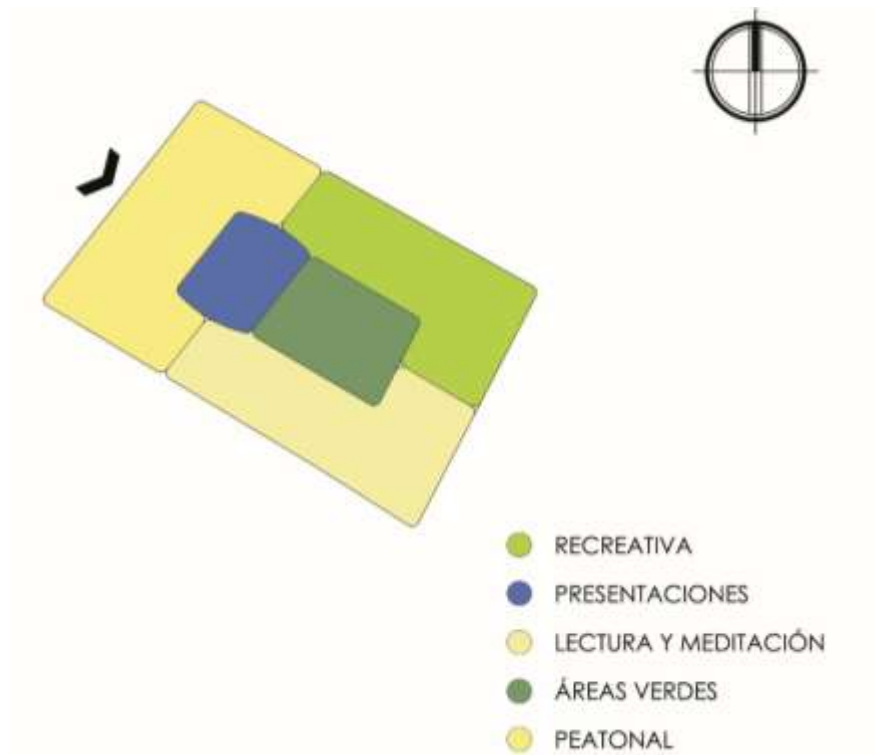 RECREATIVA
PRESENTACIONES
LECTURA Y MEDITACIÓN
ÁREAS VERDES
PEATONAL